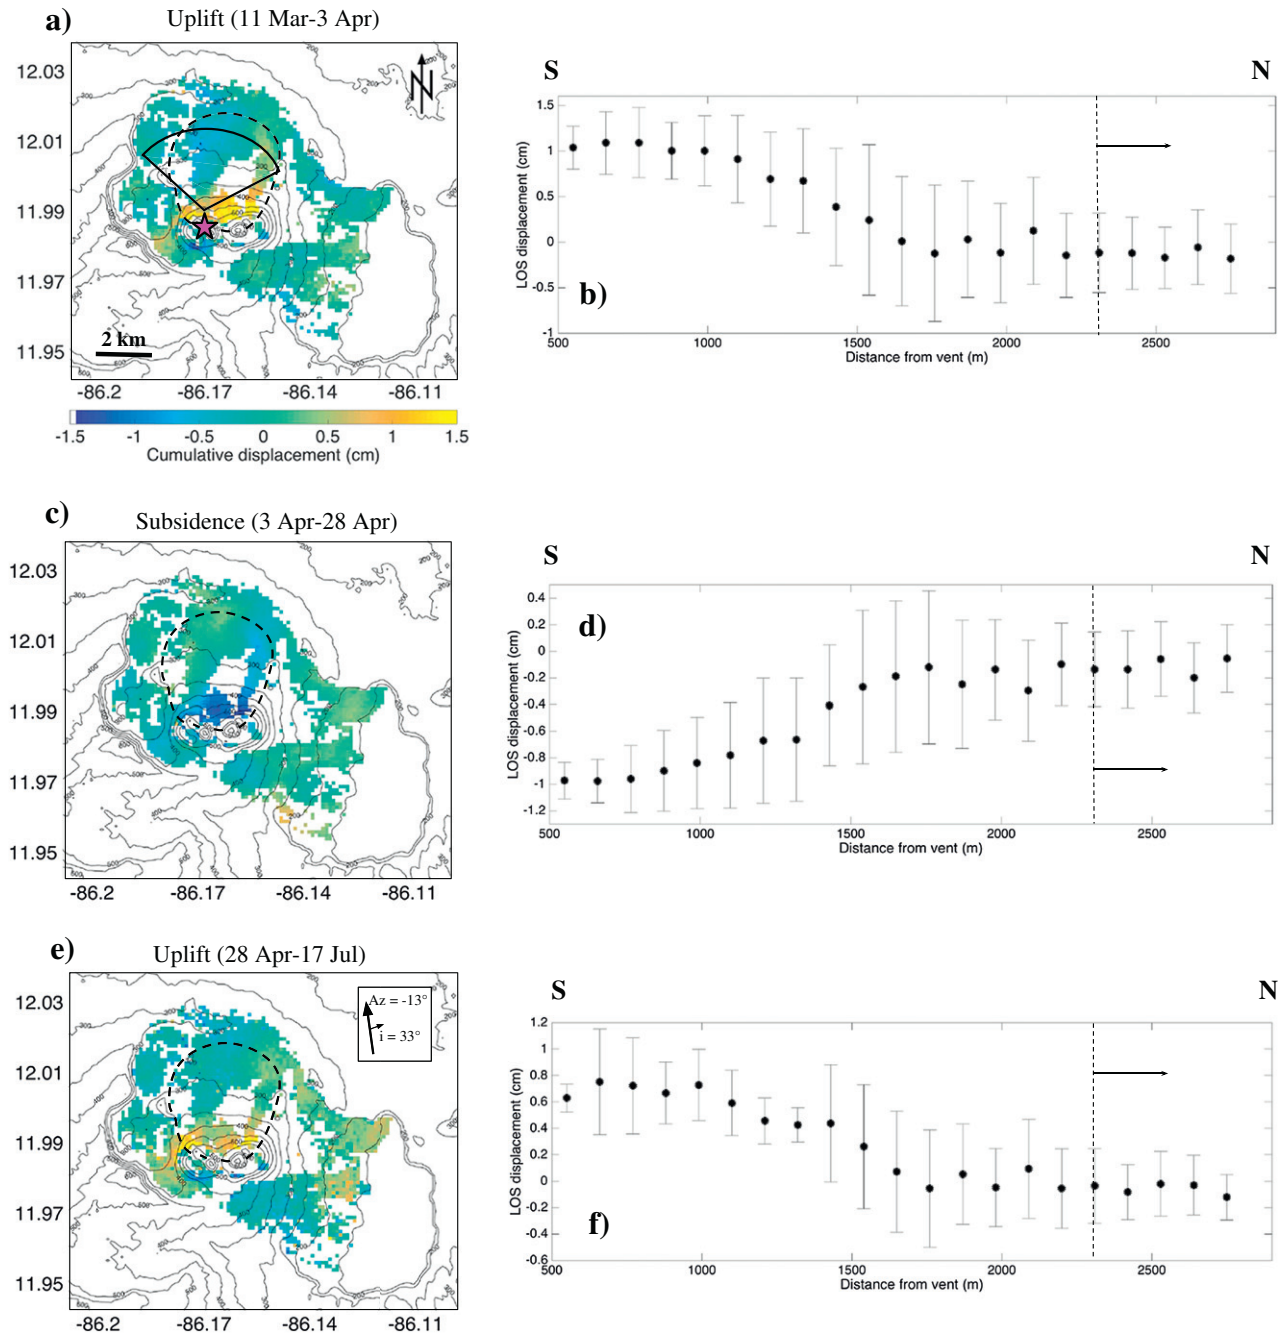 a)
Uplift (11 Mar-3 Apr)
N
12.03
12.01
11.99
11.97
11.95
2 km
-86.2
-86.17
-86.14
-86.11
-1.5
-1
-0.5
0
0.5
1
1.5
Cumulative displacement (cm)
S
N
1.5
1
0.5
0
-0.5
-1
LOS displacement (cm)
b)
500
1000
1500
2000
2500
Distance from vent (m)
c)
Subsidence (3 Apr-28 Apr)
12.03
12.01
11.99
11.97
11.95
-86.2
-86.17
-86.14
-86.11
S
N
0.4
0.2
0
-0.2
-0.4
-0.6
-0.8
-1
-1.2
LOS displacement (cm)
d)
500
1000
1500
2000
2500
Distance from vent (m)
e)
Uplift (28 Apr-17 Jul)
Az = -13°
i = 33°
12.03
12.01
11.99
11.97
11.95
-86.2
-86.17
-86.14
-86.11
S
N
1.2
1
0.8
0.6
0.4
0.2
0
-0.2
-0.4
-0.6
LOS displacement (cm)
f)
500
1000
1500
2000
2500
Distance from vent (m)